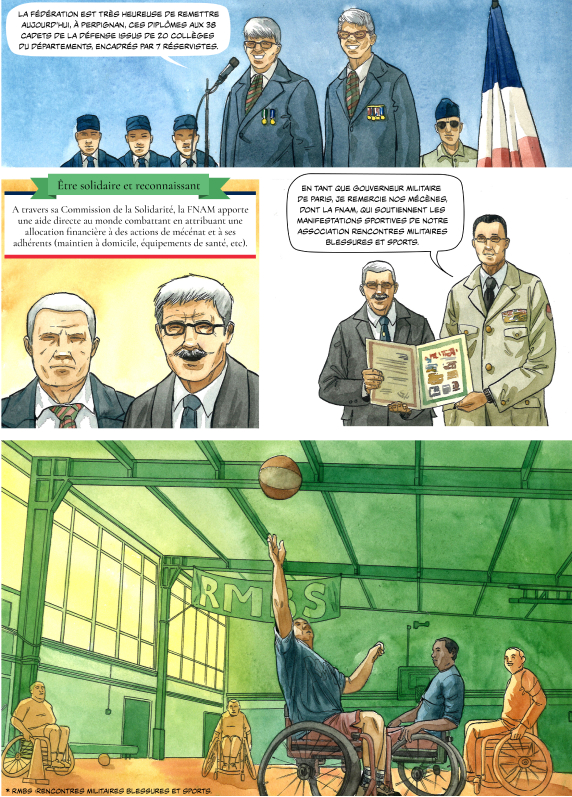 LA FÉDÉRATION EST TRÈS HEUREUSE DE REMETTRE
AUJOURD'HUI, À PERPIGNAN, CES DIPLÔMES AUX 38
CADETS DE LA DÉFENSE ISSUS DE 20 COLLÈGES
DU DÉPARTEMENTS, ENCADRÉS PAR 7 RÉSERVISTES.
Être solidaire et reconnaissant
A travers sa Commission de la Solidarité, la FNAM apporte
une aide directe au monde combattant en attribuant une
allocation financière à des actions de mécénat et à ses
adhérents (maintien à domicile, équipements de santé, etc).
EN TANT QUE GOUVERNEUR MILITAIRE
DE PARIS, JE REMERCIE NOS MÉCÈNES,
DONT LA FNAM, QUI SOUTIENNENT LES
MANIFESTATIONS SPORTIVES DE NOTRE
ASSOCIATION RENCONTRES MILITAIRES
BLESSURES ET SPORTS.
RMBS
* RMBS :RENCONTRES MILITAIRES BLESSURES ET SPORTS.